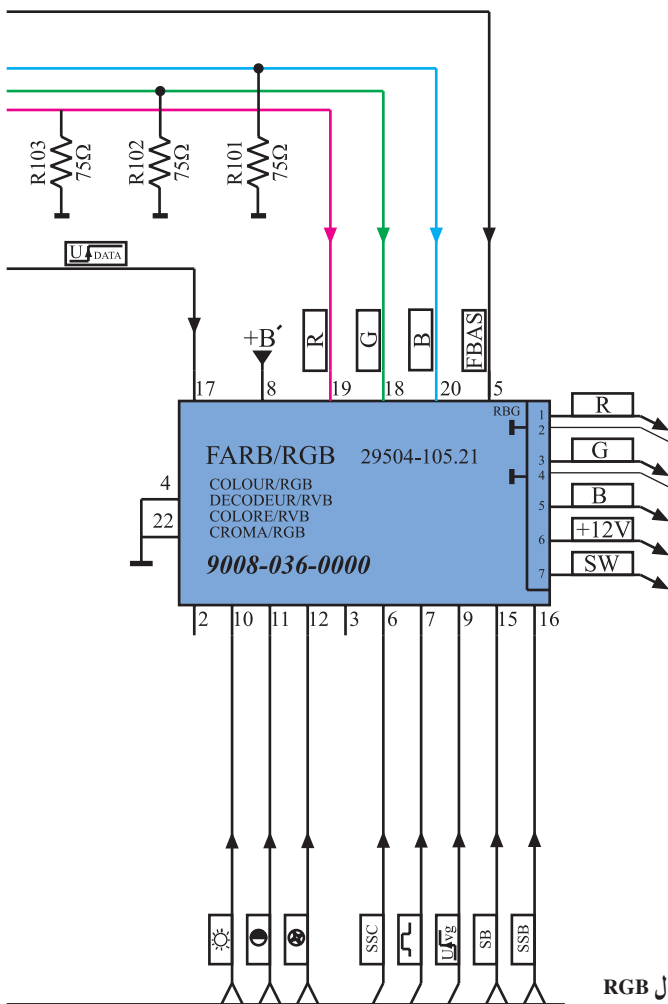 R103
75Ω
R102
75Ω
R101
75Ω
U DATA
+B´
R
G
B
FBAS
17
8
19
18
20
5
RBG
1
R
2
FARB/RGB 29504-105.21
3
G
4
COLOUR/RGB
DECODEUR/RVB
COLORE/RVB
CROMA/RGB
9008-036-0000
5
B
6
+12V
7
SW
4
22
2
10
11
12
3
6
7
9
15
16
SSC
U Vg
SB
SSB
ل RGB